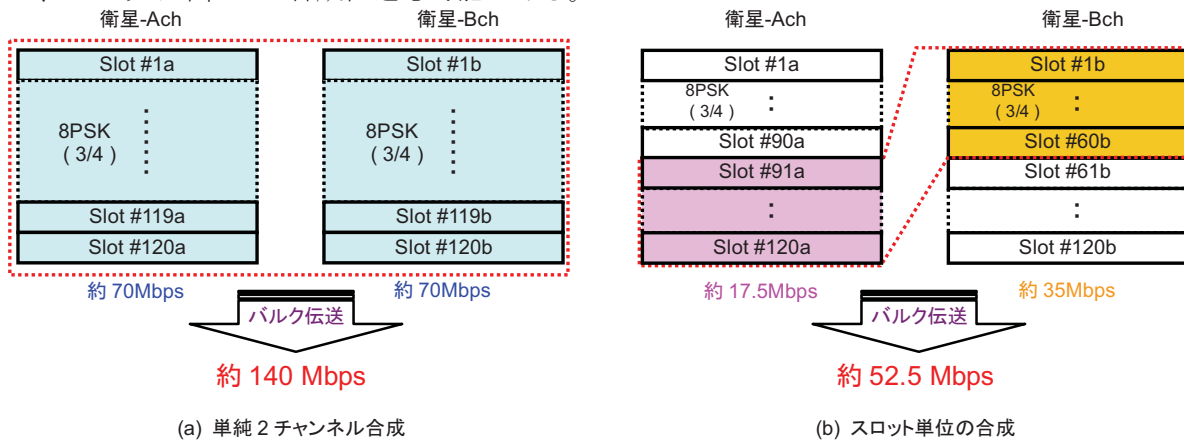 衛星-Ach
衛星-Bch
Slot #1a
Slot #1b
8PSK
( 3/4 )
8PSK
( 3/4 )
Slot #119a
Slot #119b
Slot #120a
Slot #120b
約 70Mbps
約 70Mbps
バルク伝送
約 140 Mbps
(a) 単純 2 チャンネル合成
衛星-Ach
衛星-Bch
Slot #1a
Slot #1b
8PSK
( 3/4 )
8PSK
( 3/4 )
Slot #90a
Slot #60b
Slot #91a
Slot #61b
Slot #120a
Slot #120b
約 17.5Mbps
約 35Mbps
バルク伝送
約 52.5 Mbps
(b) スロット単位の合成